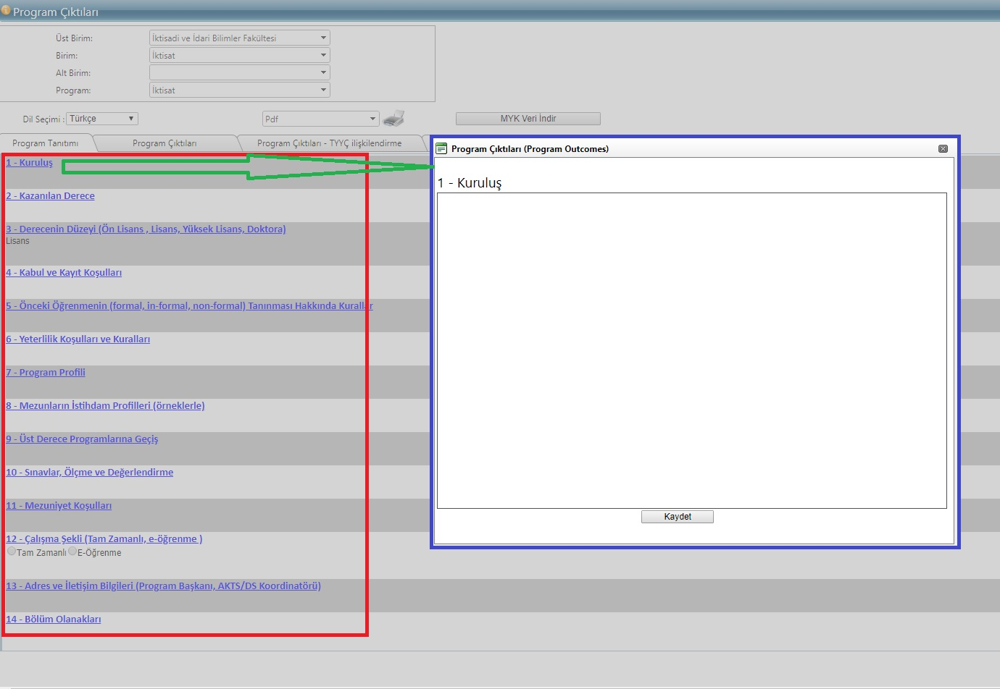 Program Çıktıları
Üst Birim: İktisadi ve İdari Bilimler Fakültesi
Birim: İktisat
Alt Birim:
Program: İktisat
Dil Seçimi : Türkçe Pdf MYK Veri İndir
Program Tanıtımı Program Çıktıları Program Çıktıları - TYYÇ ilişkilendirme
1 - Kuruluş
2 - Kazanılan Derece
3 - Derecenin Düzeyi (Ön Lisans , Lisans, Yüksek Lisans, Doktora)
Lisans
4 - Kabul ve Kayıt Koşulları
5 - Önceki Öğrenmenin (formal, in-formal, non-formal) Tanınması Hakkında Kurallar
6 - Yeterlilik Koşulları ve Kuralları
7 - Program Profili
8 - Mezunların İstihdam Profilleri (örneklerle)
9 - Üst Derece Programlarına Geçiş
10 - Sınavlar, Ölçme ve Değerlendirme
11 - Mezuniyet Koşulları
12 - Çalışma Şekli (Tam Zamanlı, e-öğrenme )
Tam Zamanlı E-Öğrenme
13 - Adres ve İletişim Bilgileri (Program Başkanı, AKTS/DS Koordinatörü)
14 - Bölüm Olanakları
Program Çıktıları (Program Outcomes)
1 - Kuruluş
Kaydet